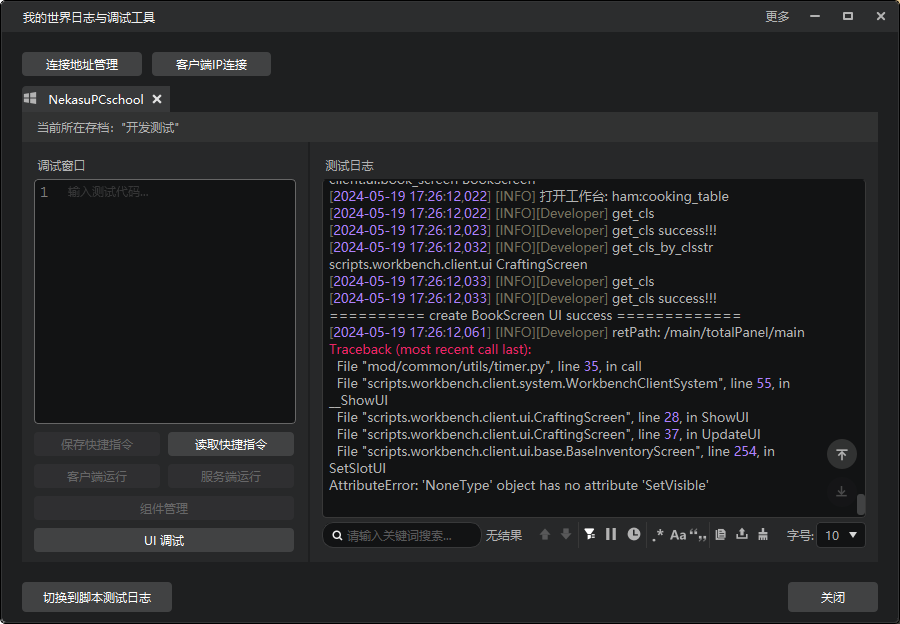 我的世界日志与调试工具
更多
连接地址管理
客户端IP连接
NekasuPCschool
当前所在存档: "开发测试"
调试窗口
1 输入测试代码...
保存快捷指令
读取快捷指令
客户端运行
服务端运行
组件管理
UI 调试
测试日志
client.ui.book_screen BookScreen
[2024-05-19 17:26:12,022] [INFO] 打开工作台: ham:cooking_table
[2024-05-19 17:26:12,022] [INFO][Developer] get_cls
[2024-05-19 17:26:12,023] [INFO][Developer] get_cls success!!!
[2024-05-19 17:26:12,032] [INFO][Developer] get_cls_by_clsstr
scripts.workbench.client.ui CraftingScreen
[2024-05-19 17:26:12,033] [INFO][Developer] get_cls
[2024-05-19 17:26:12,033] [INFO][Developer] get_cls success!!!
========== create BookScreen UI success =============
[2024-05-19 17:26:12,061] [INFO][Developer] retPath: /main/totalPanel/main
Traceback (most recent call last):
File "mod/common/utils/timer.py", line 35, in call
File "scripts.workbench.client.system.WorkbenchClientSystem", line 55, in
__ShowUI
File "scripts.workbench.client.ui.CraftingScreen", line 28, in ShowUI
File "scripts.workbench.client.ui.CraftingScreen", line 37, in UpdateUI
File "scripts.workbench.client.ui.base.BaseInventoryScreen", line 254, in
SetSlotUI
AttributeError: 'NoneType' object has no attribute 'SetVisible'
请输入关键词搜索...
无结果
.* Aa “„
字号: 10
切换到脚本测试日志
关闭